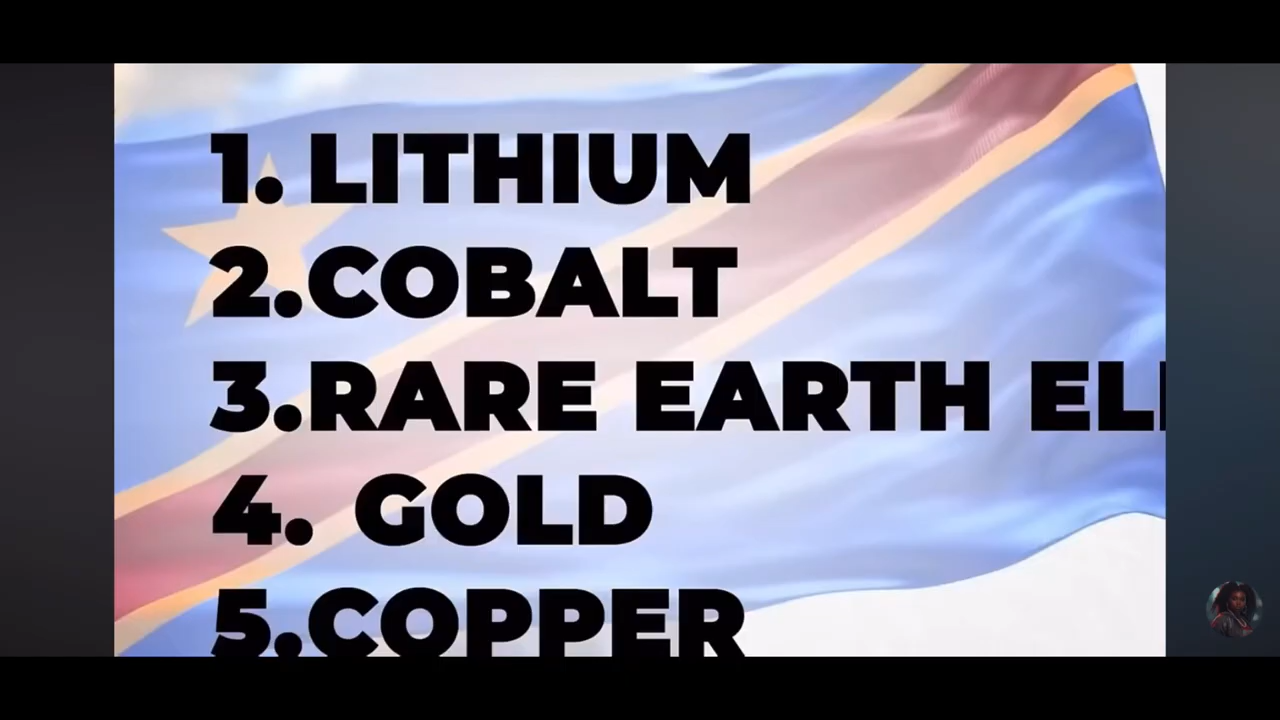 1. LITHIUM
2.COBALT
3.RARE EARTH
4. GOLD
5.COPPER